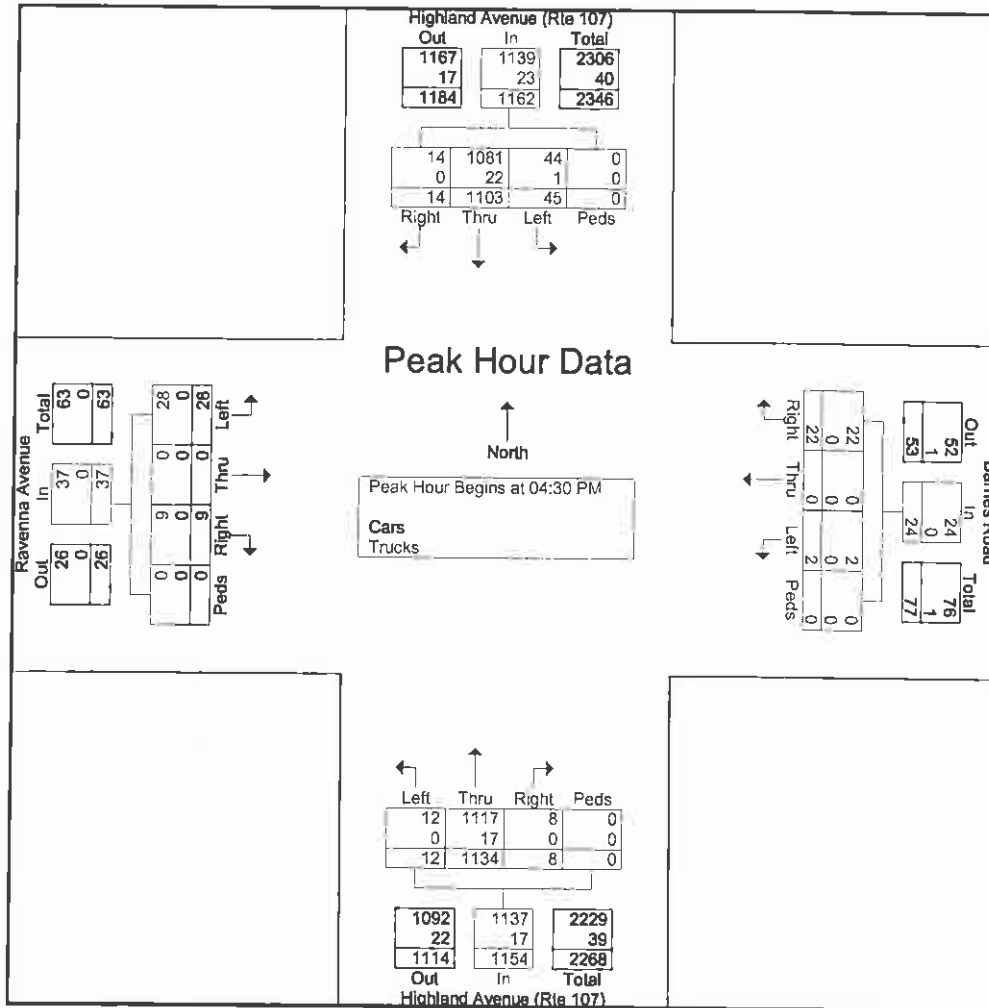 Highland Avenue (Rte 107)
Out In Total
1167 1139 2306
17 23 40
1184 1162 2346
14 1081 44 0
0 22 1 0
14 1103 45 0
Right Thru Left Peds
Peak Hour Data
North
Peak Hour Begins at 04:30 PM
Cars
Trucks
Ravenna Avenue
Total In Out
63 37 26
0 0 0
63 37 26
28 0 9 0
0 0 0 0
28 0 9 0
Left Thru Right Peds
Right Thru Left Peds
22 0 2 0
0 0 0 0
22 0 2 0
53 24 77
1 0 1
52 24 76
Out In Total
Road
Left Thru Right Peds
12 1117 8 0
0 17 0 0
12 1134 8 0
1092 1137 2229
22 17 39
1114 1154 2268
Out In Total
Highland Avenue (Rte 107)